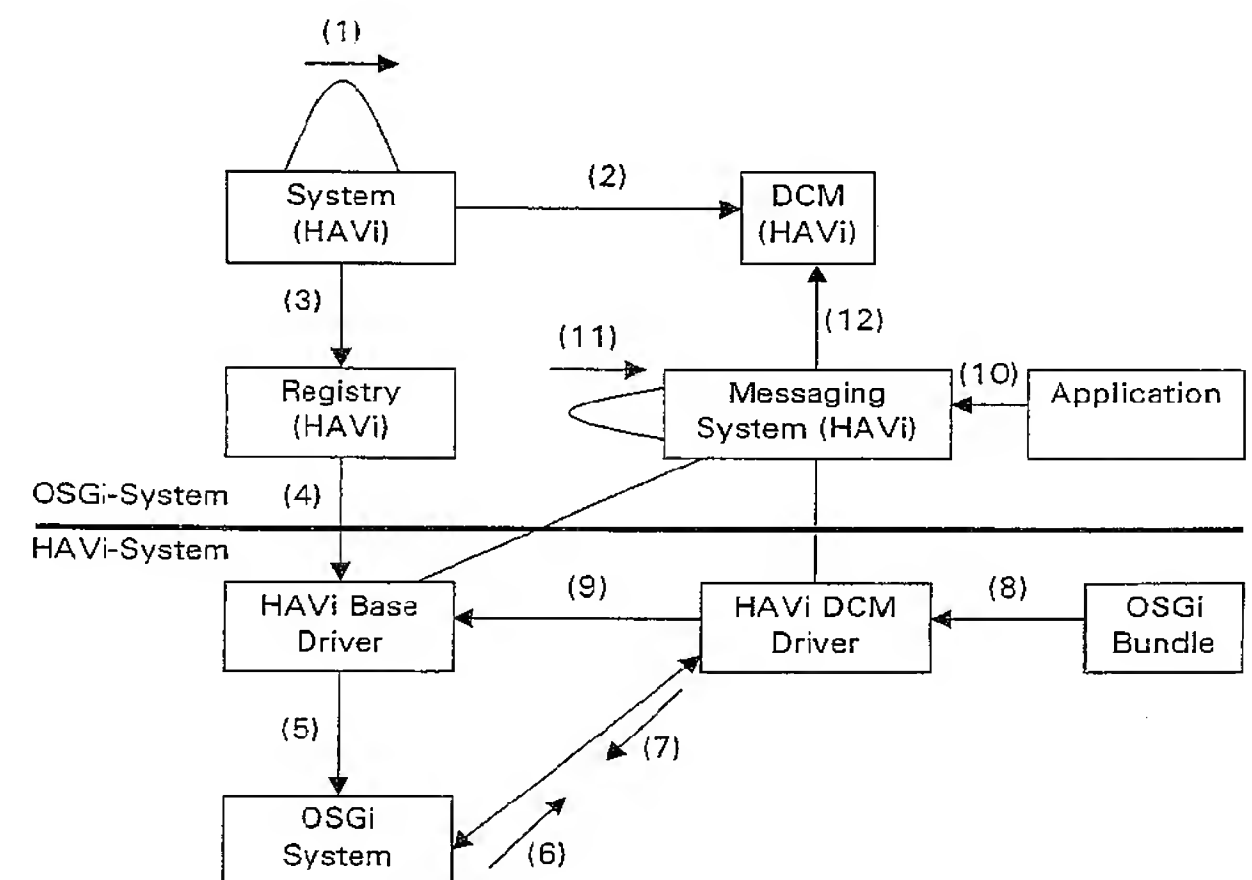 (1)
System
(HAVi)
(2)
DCM
(HAVi)
(3)
(11)
(12)
Registry
(HAVi)
Messaging
System (HAVi)
(10)
Application
OSGi-System
(4)
HAVi-System
HAVi Base
Driver
(9)
HAVi DCM
Driver
(8)
OSGi
Bundle
(5)
(7)
OSGi
System
(6)